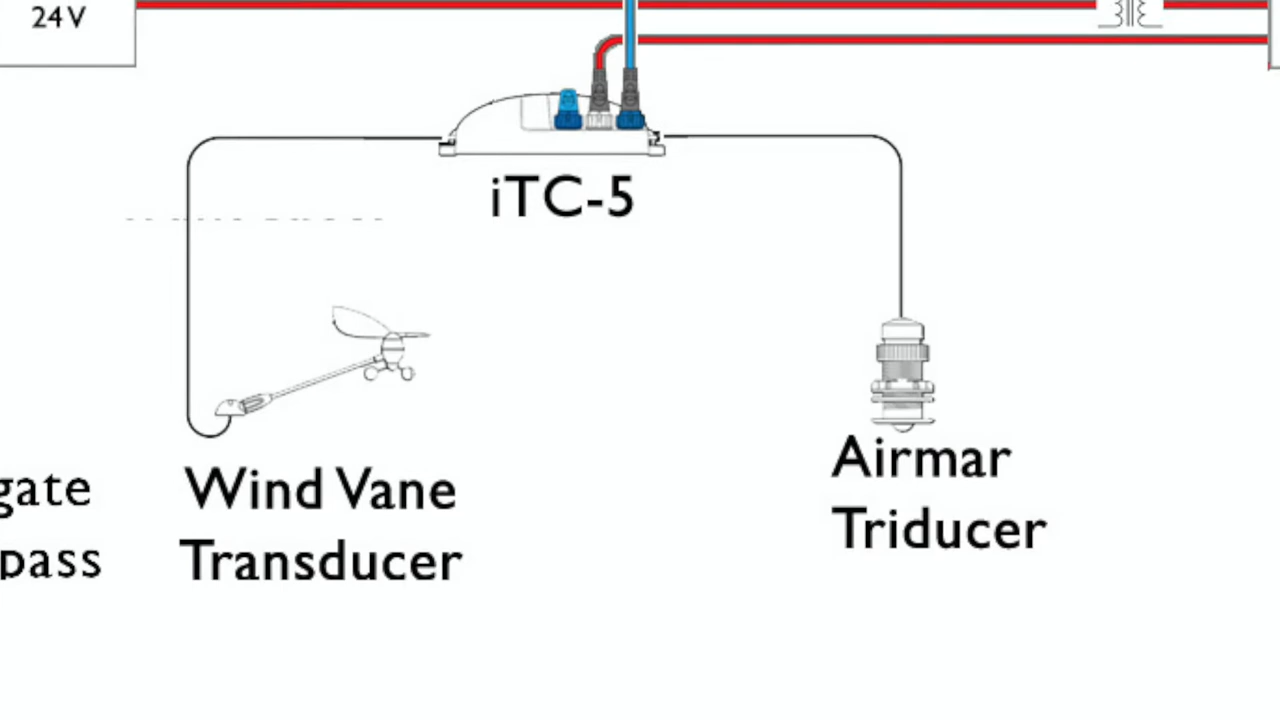 24V
iTC-5
gate
pass
Wind Vane
Transducer
Airmar
Triducer